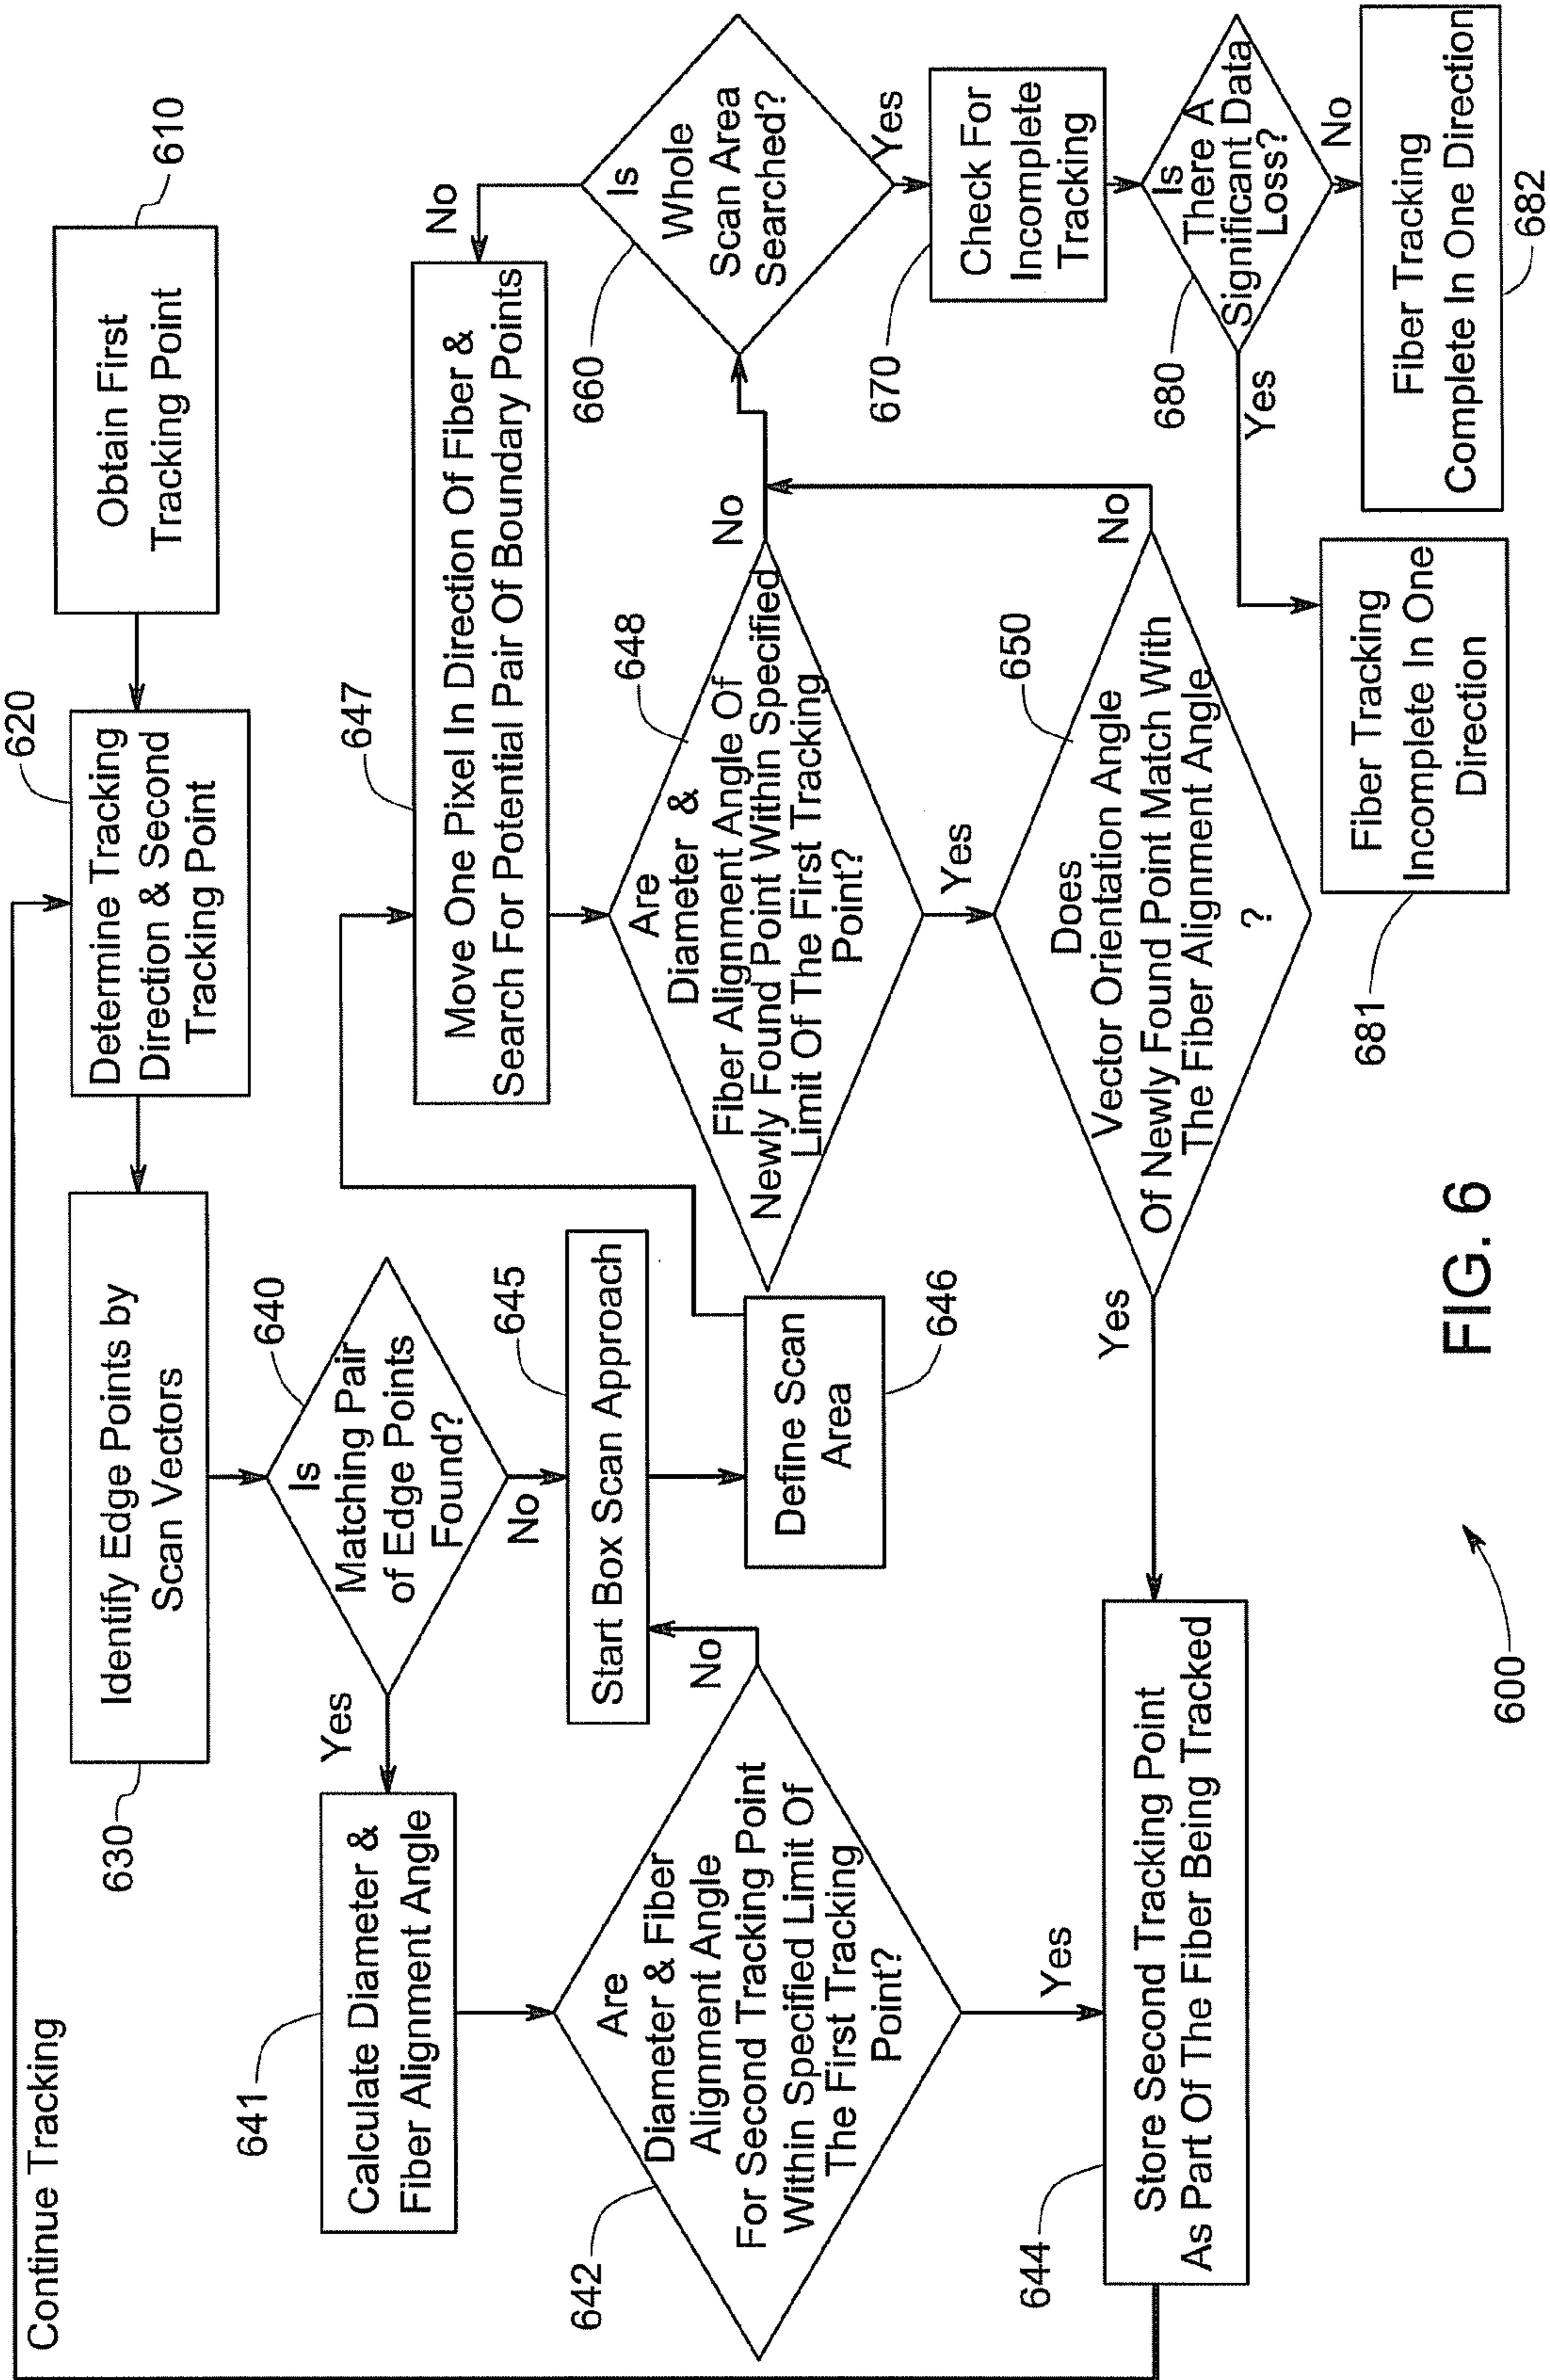 Continue Tracking
610
Obtain First
Tracking Point
620
Determine Tracking
Direction & Second
Tracking Point
630
Identify Edge Points by
Scan Vectors
640
Is
Matching Pair
of Edge Points
Found?
Yes
No
641
Calculate Diameter &
Fiber Alignment Angle
642
Are
Diameter & Fiber
Alignment Angle
For Second Tracking Point
Within Specified Limit Of
The First Tracking
Point?
No
Yes
644
Store Second Tracking Point
As Part Of The Fiber Being Tracked
645
Start Box Scan Approach
646
Define Scan
Area
647
Move One Pixel In Direction Of Fiber &
Search For Potential Pair Of Boundary Points
648
Are
Diameter &
Fiber Alignment Angle Of
Newly Found Point Within Specified
Limit Of The First Tracking
Point?
No
Yes
650
Does
Vector Orientation Angle
Of Newly Found Point Match With
The Fiber Alignment Angle
?
Yes
No
660
Is
Whole
Scan Area
Searched?
No
Yes
670
Check For
Incomplete
Tracking
680
Is
There A
Significant Data
Loss?
Yes
No
681
Fiber Tracking
Incomplete In One
Direction
682
Fiber Tracking
Complete In One Direction
600
FIG. 6